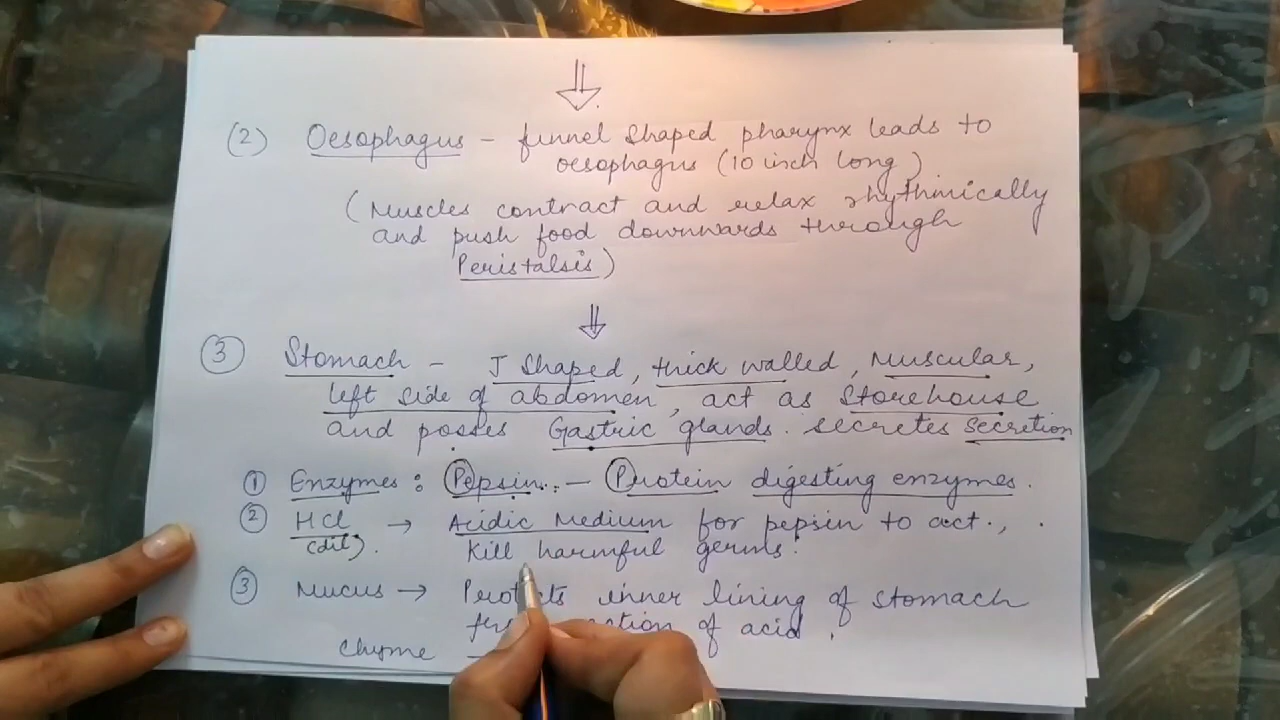 (2) Oesophagus - funnel shaped pharynx leads to
oesophagus (10 inch long)
(Muscles contract and relax rhythmically
and push food downwards through
Peristalsis)
3 Stomach - J Shaped, thick walled, Muscular,
left side of abdomen, act as Storehouse
and posses Gastric glands. secretes secretion
1 Enzymes: Pepsin - Protein digesting enzymes.
2 HCl → Acidic Medium for pepsin to act.,
(dil). Kill harmful germs.
3 Mucus → inner lining of stomach
of acid.
chyme